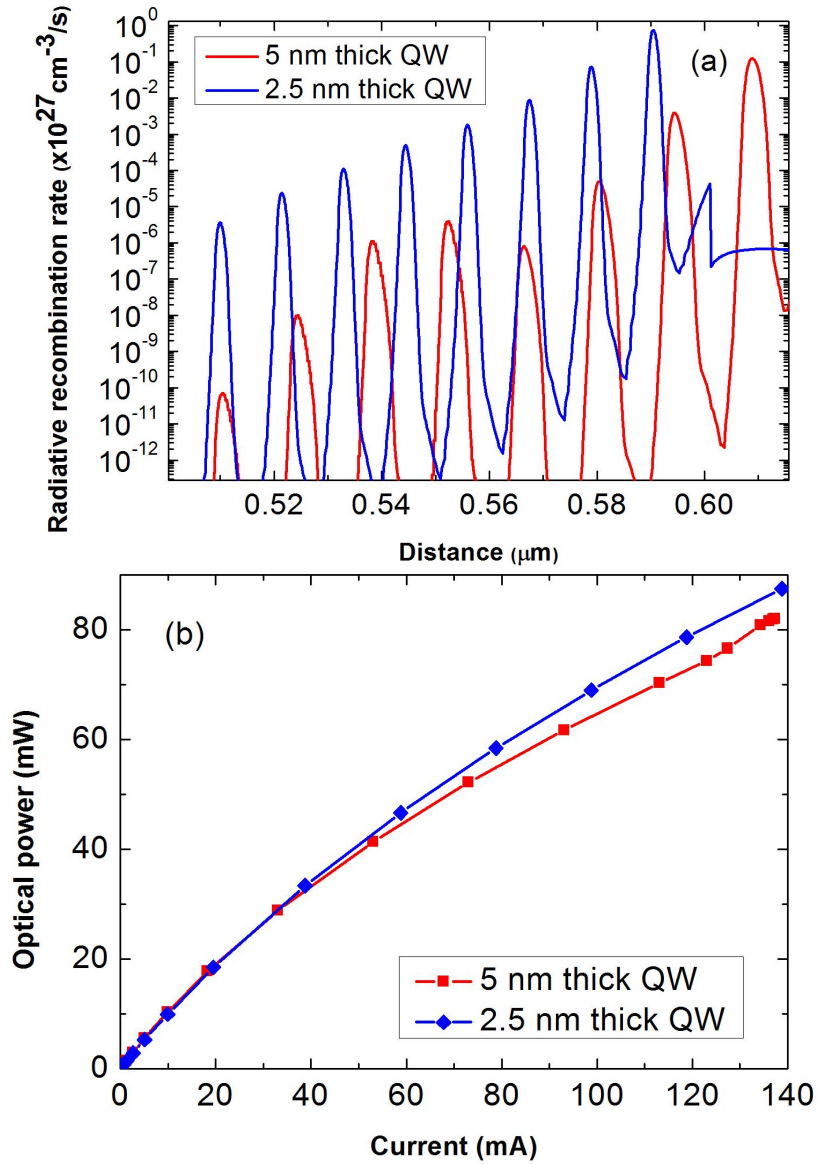 Radiative recombination rate (x10²⁷cm⁻³/s)
10⁰
10⁻¹
10⁻²
10⁻³
10⁻⁴
10⁻⁵
10⁻⁶
10⁻⁷
10⁻⁸
10⁻⁹
10⁻¹⁰
10⁻¹¹
10⁻¹²
5 nm thick QW
2.5 nm thick QW
(a)
0.52 0.54 0.56 0.58 0.60
Distance (μm)
Optical power (mW)
80
60
40
20
0
(b)
5 nm thick QW
2.5 nm thick QW
0 20 40 60 80 100 120 140
Current (mA)